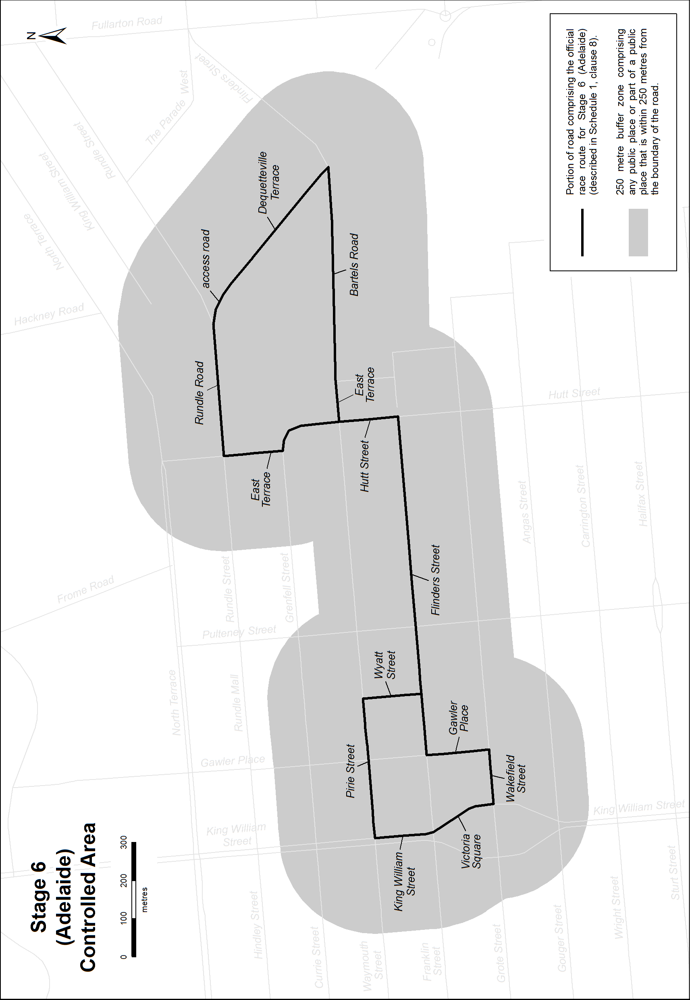 Stage 6
(Adelaide)
Controlled Area
0 100 200 300
metres
N
Fullarton Road
Flinders Street
The Parade West
Rundle Street
King William Street
North Terrace
Hackney Road
Frome Road
North Terrace
Rundle Street
Grenfell Street
Pulteney Street
Rundle Mall
Gawler Place
King William
Street
Hindley Street
Currie Street
Waymouth
Street
Franklin
Street
Grote Street
Gouger Street
Wright Street
Sturt Street
King William Street
Angas Street
Carrington Street
Halifax Street
Hutt Street
access road
Dequetteville
Terrace
Rundle Road
Bartels Road
East
Terrace
East
Terrace
Hutt Street
Flinders Street
Wyatt
Street
Gawler
Place
Pirie Street
Wakefield
Street
King William
Street
Victoria
Square
Portion of road comprising the official
race route for Stage 6 (Adelaide)
(described in Schedule 1, clause 8).
250 metre buffer zone comprising
any public place or part of a public
place that is within 250 metres from
the boundary of the road.